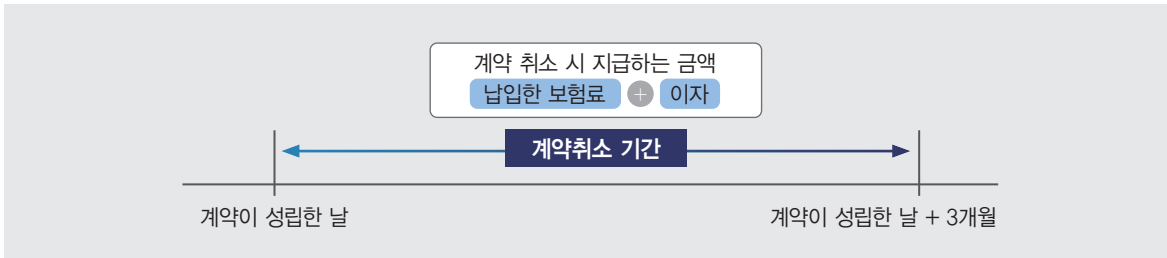 계약 취소 시 지급하는 금액
납입한 보험료 + 이자
계약취소 기간
계약이 성립한 날
계약이 성립한 날 + 3개월